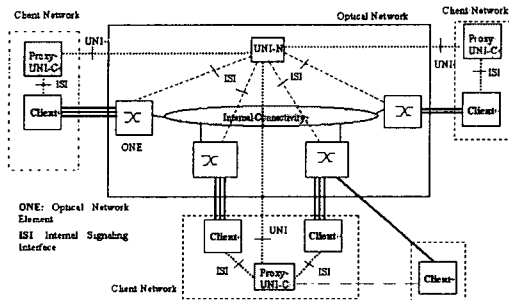 Client Network
UNI-
Optical Network
Client Network
Proxy-
UNI-C
UNI-N
Proxy-
UNI-C
UNI-
ISI
ISI
ISI
ISI
Client
Client
ONE
Internal Connectivity
ONE: Optical Network
Element
ISI Internal Signaling
Interface
Client
UNI
Client
ISI
Proxy-
UNI-C
ISI
Client Network
Client